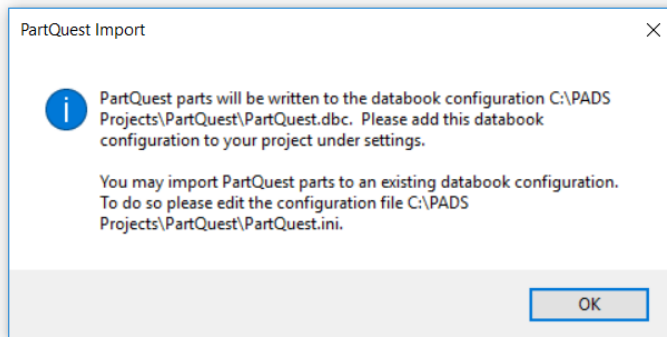 PartQuest Import
PartQuest parts will be written to the databook configuration C:\PADS
Projects\PartQuest\PartQuest.dbc.  Please add this databook
configuration to your project under settings.
You may import PartQuest parts to an existing databook configuration.
To do so please edit the configuration file C:\PADS
Projects\PartQuest\PartQuest.ini.
OK